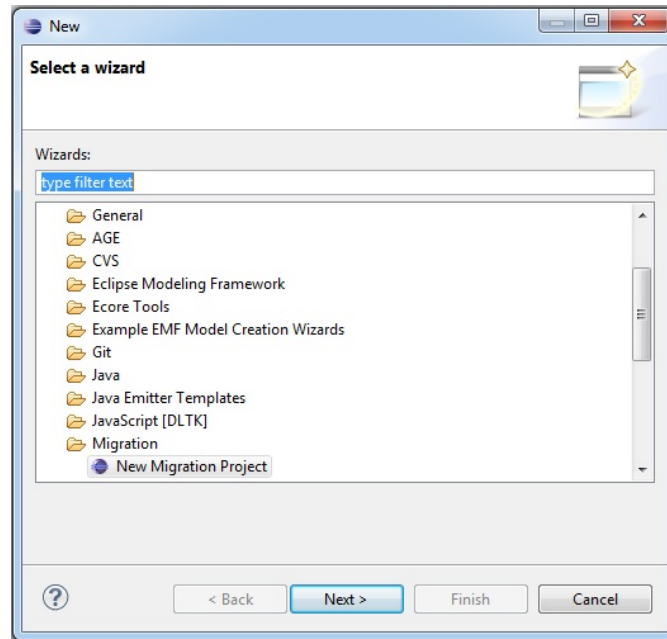 New
Select a wizard
Wizards:
type filter text
General
AGE
CVS
Eclipse Modeling Framework
Ecore Tools
Example EMF Model Creation Wizards
Git
Java
Java Emitter Templates
JavaScript [DLTK]
Migration
New Migration Project
? < Back Next > Finish Cancel